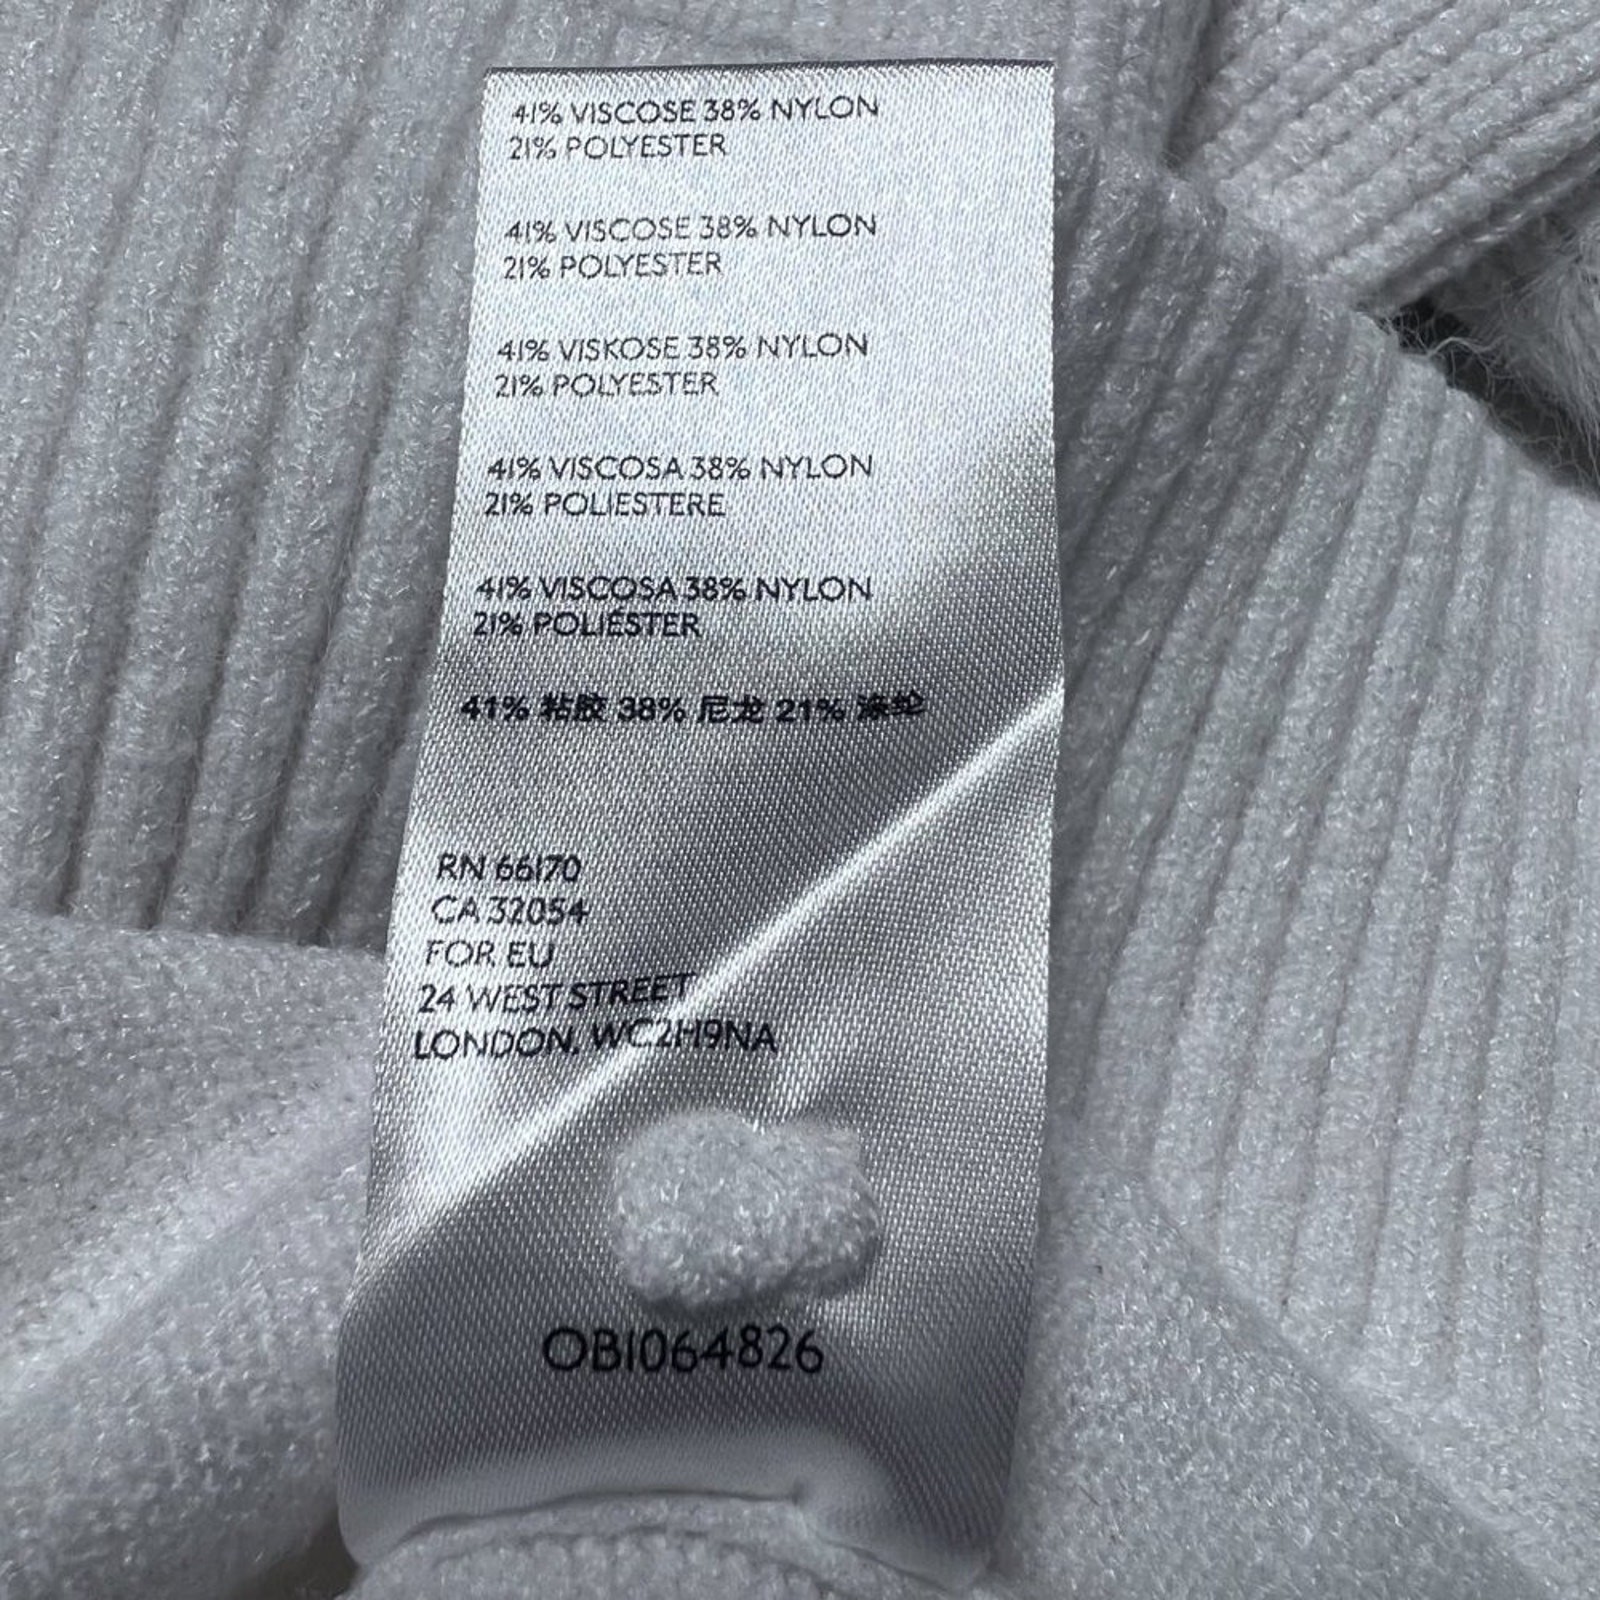 41% VISCOSE 38% NYLON
21% POLYESTER
41% VISCOSE 38% NYLON
21% POLYESTER
41% VISKOSE 38% NYLON
21% POLYESTER
41% VISCOSA 38% NYLON
21% POLIESTERE
41% VISCOSA 38% NYLON
21% POLIÉSTER
41% 粘胶 38% 尼龙 21% 涤纶
RN 66170
CA 32054
FOR EU
24 WEST STREET
LONDON, WC2H9NA
OB1064826